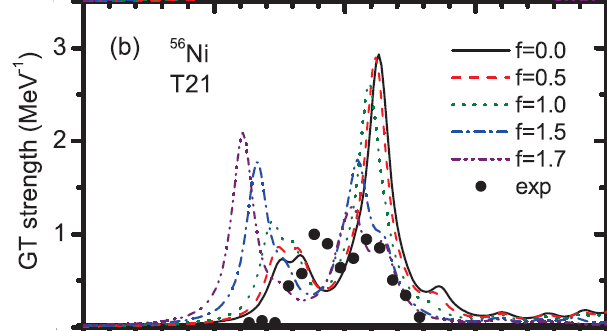 (b)
⁵⁶Ni
T21
GT strength (MeV⁻¹)
3
2
1
f=0.0
f=0.5
f=1.0
f=1.5
f=1.7
exp